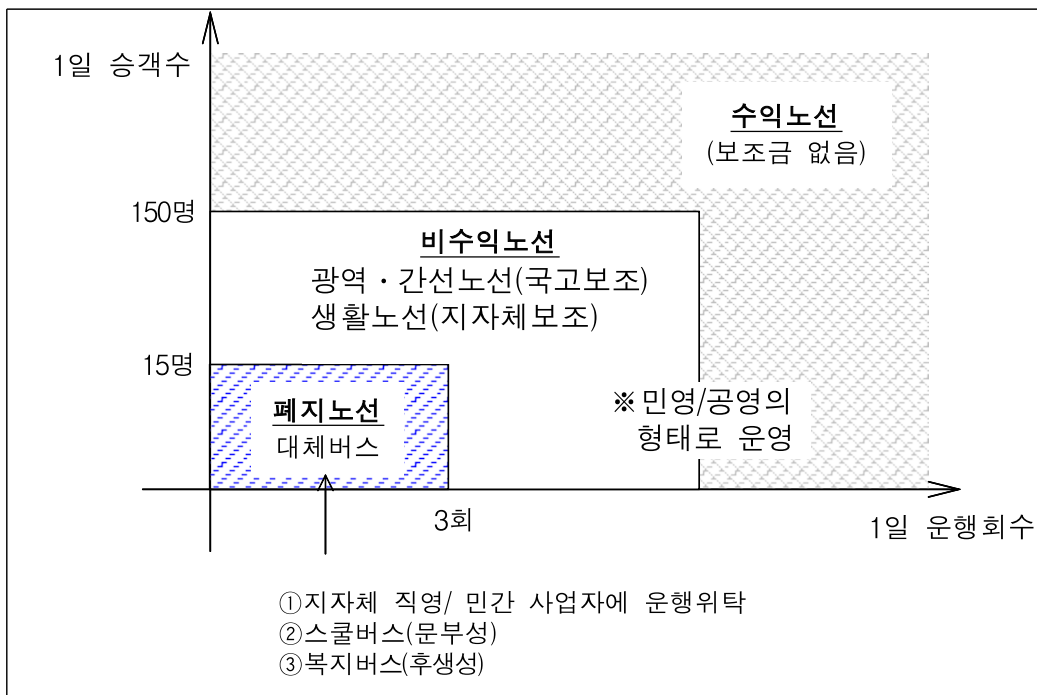 1일 승객수
수익노선
(보조금 없음)
150명
비수익노선
광역・간선노선(국고보조)
생활노선(지자체보조)
15명
폐지노선
대체버스
※민영/공영의
형태로 운영
3회
1일 운행회수
①지자체 직영/ 민간 사업자에 운행위탁
②스쿨버스(문부성)
③복지버스(후생성)